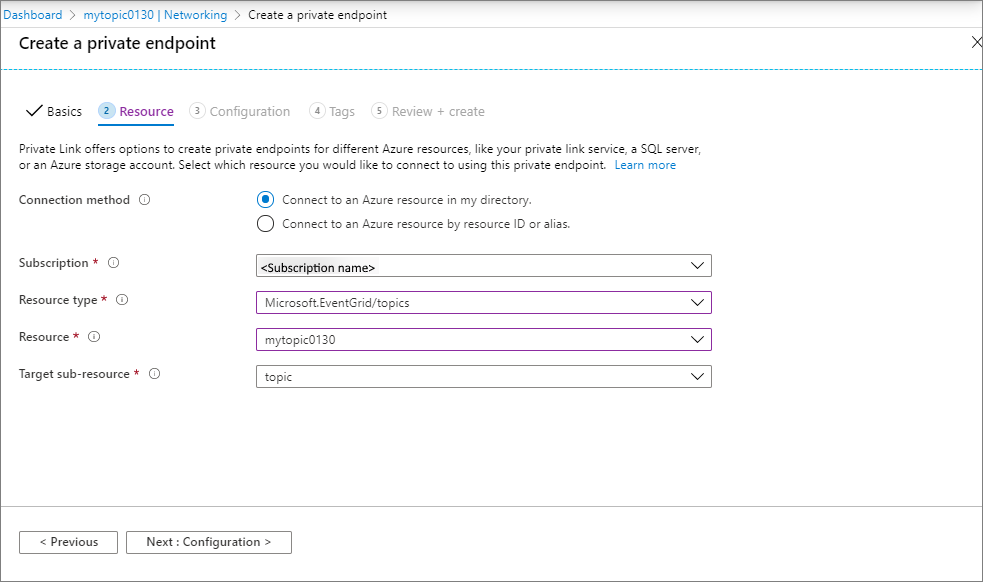 Dashboard > mytopic0130 | Networking > Create a private endpoint
Create a private endpoint
Basics 2 Resource 3 Configuration 4 Tags 5 Review + create
Private Link offers options to create private endpoints for different Azure resources, like your private link service, a SQL server,
or an Azure storage account. Select which resource you would like to connect to using this private endpoint. Learn more
Connection method
Connect to an Azure resource in my directory.
Connect to an Azure resource by resource ID or alias.
Subscription *
<Subscription name>
Resource type *
Microsoft.EventGrid/topics
Resource *
mytopic0130
Target sub-resource *
topic
< Previous
Next : Configuration >